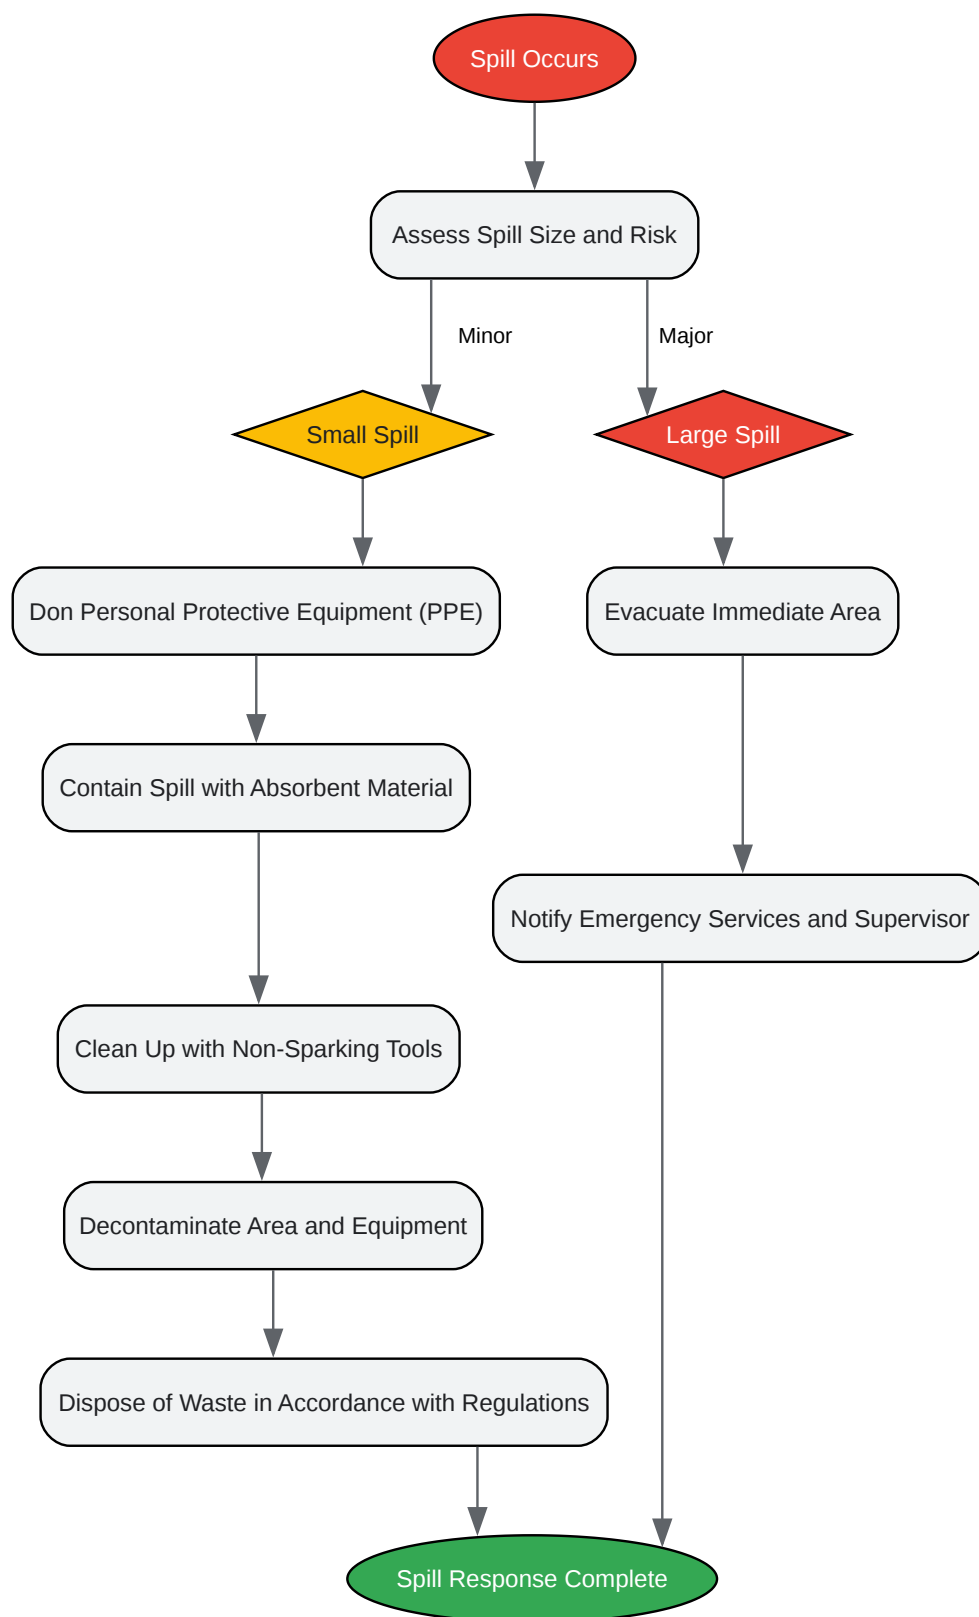 Spill Occurs
Assess Spill Size and Risk
Minor
Major
Small Spill
Large Spill
Don Personal Protective Equipment (PPE)
Evacuate Immediate Area
Contain Spill with Absorbent Material
Notify Emergency Services and Supervisor
Clean Up with Non-Sparking Tools
Decontaminate Area and Equipment
Dispose of Waste in Accordance with Regulations
Spill Response Complete